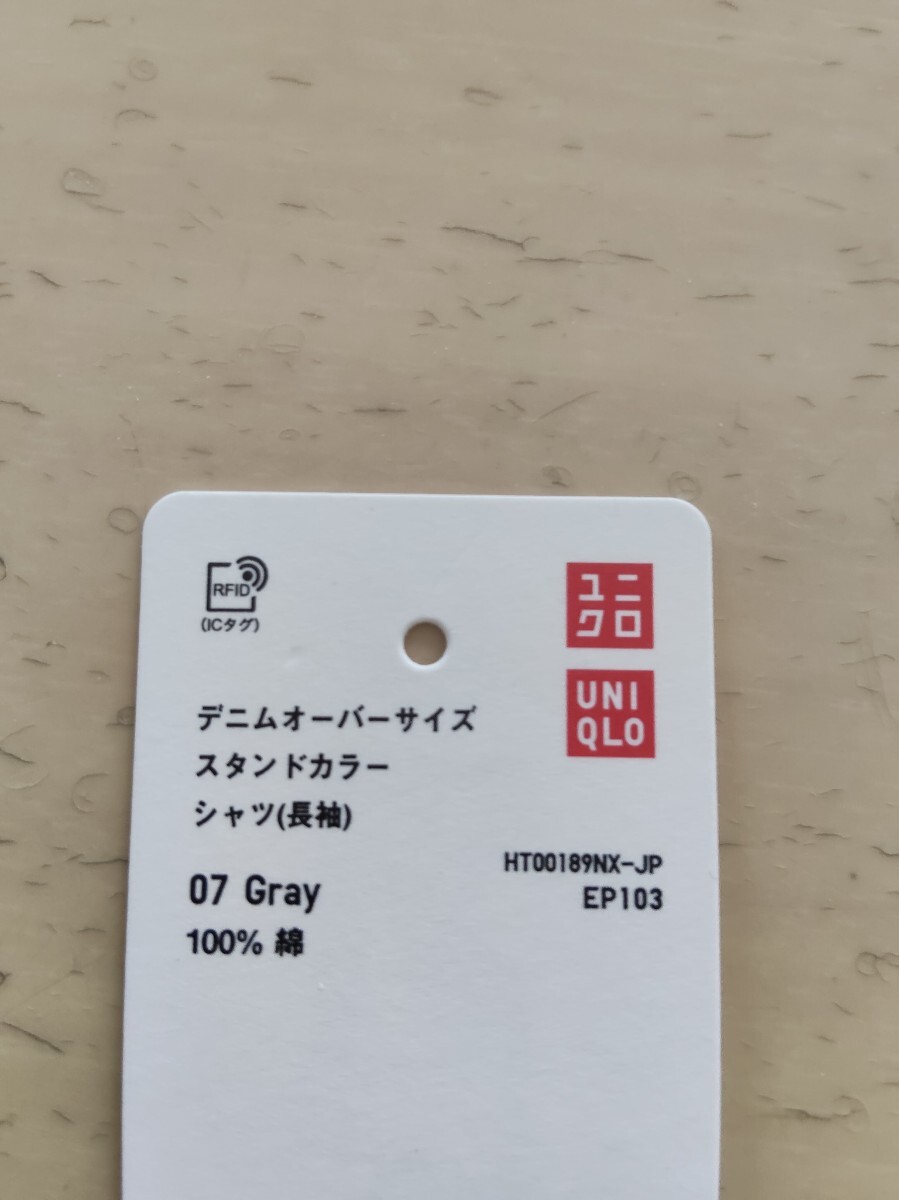 RFID
(ICタグ)
ユニ
クロ
UNI
QLO
デニムオーバーサイズ
スタンドカラー
シャツ(長袖)
07 Gray
100% 綿
HT00189NX-JP
EP103